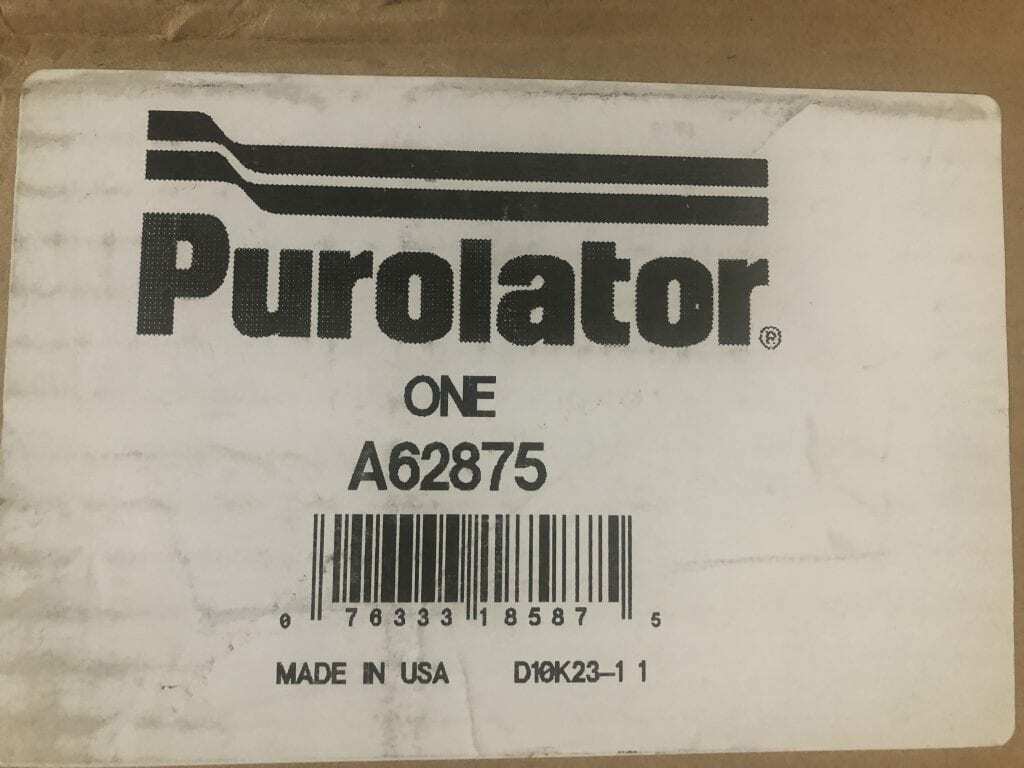 Purolator®
ONE
A62875
0 76333 18587 5
MADE IN USA D10K23-1 1